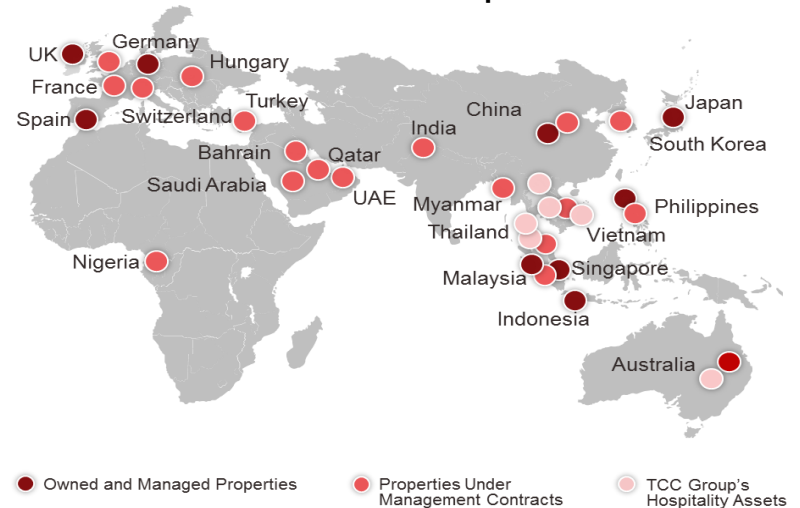 Germany
UK
Hungary
France
Turkey
Spain
Switzerland
China
Japan
India
South Korea
Bahrain
Qatar
Saudi Arabia
UAE
Myanmar
Philippines
Thailand
Vietnam
Nigeria
Malaysia
Singapore
Indonesia
Australia
Owned and Managed Properties
Properties Under
Management Contracts
TCC Group's
Hospitality Assets